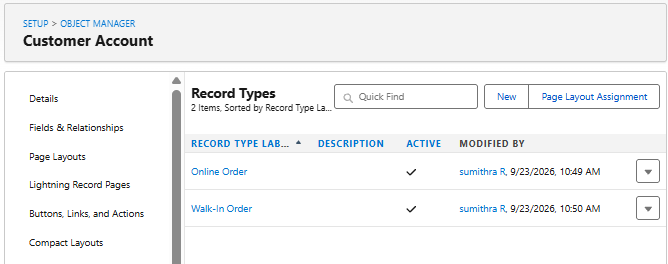 SETUP > OBJECT MANAGER
Customer Account
Details
Fields & Relationships
Page Layouts
Lightning Record Pages
Buttons, Links, and Actions
Compact Layouts
Record Types
2 Items, Sorted by Record Type La...
Quick Find
New
Page Layout Assignment
RECORD TYPE LAB... DESCRIPTION ACTIVE MODIFIED BY
Online Order sumithra R, 9/23/2026, 10:49 AM
Walk-In Order sumithra R, 9/23/2026, 10:50 AM